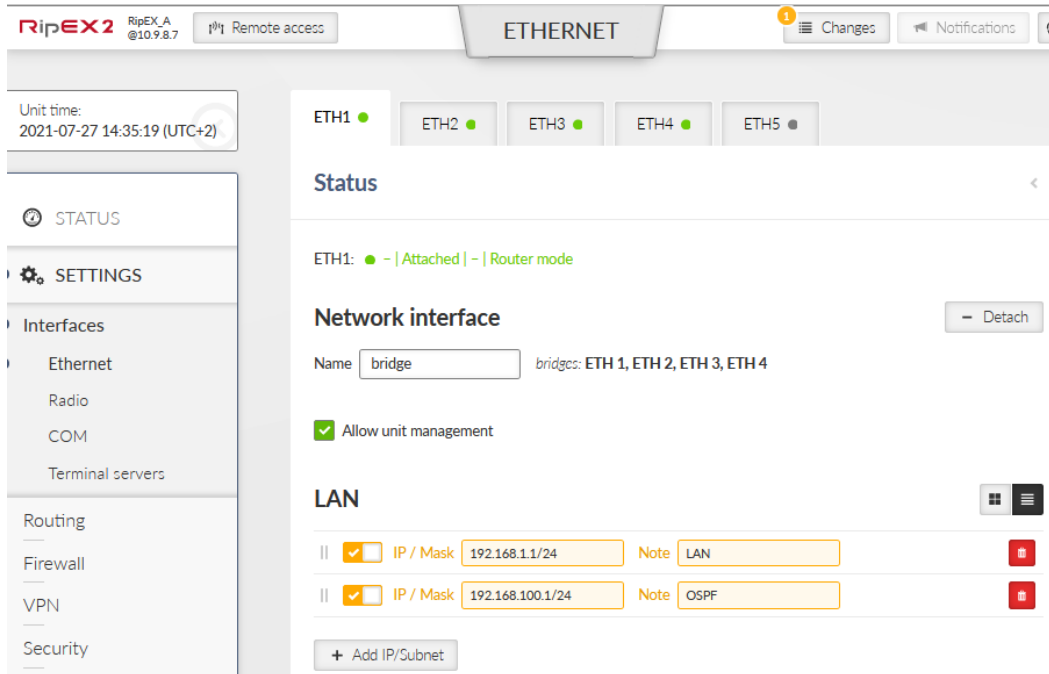 RipEX2 RipEX_A @10.9.8.7 Remote access ETHERNET 1 Changes Notifications
Unit time:
2021-07-27 14:35:19 (UTC+2)
ETH1 ETH2 ETH3 ETH4 ETH5
Status
STATUS
ETH1: – | Attached | – | Router mode
SETTINGS
Network interface – Detach
Interfaces
Name bridge bridges: ETH 1, ETH 2, ETH 3, ETH 4
Ethernet
Radio
Allow unit management
COM
Terminal servers
LAN
Routing
IP / Mask 192.168.1.1/24 Note LAN
Firewall
IP / Mask 192.168.100.1/24 Note OSPF
VPN
Security
+ Add IP/Subnet